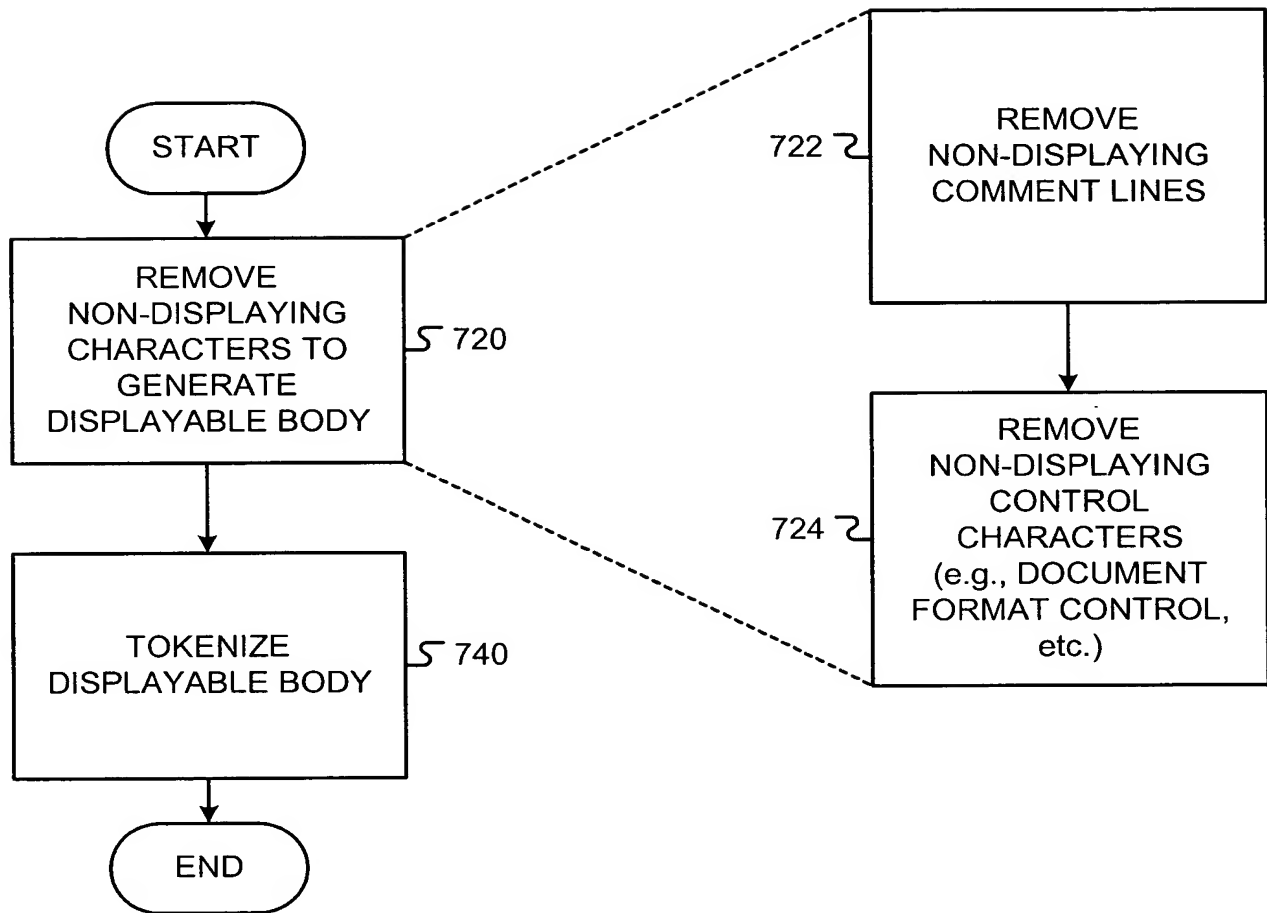 START
REMOVE
NON-DISPLAYING
CHARACTERS TO
GENERATE
DISPLAYABLE BODY
720
TOKENIZE
DISPLAYABLE BODY
740
END
722
REMOVE
NON-DISPLAYING
COMMENT LINES
724
REMOVE
NON-DISPLAYING
CONTROL
CHARACTERS
(e.g., DOCUMENT
FORMAT CONTROL,
etc.)